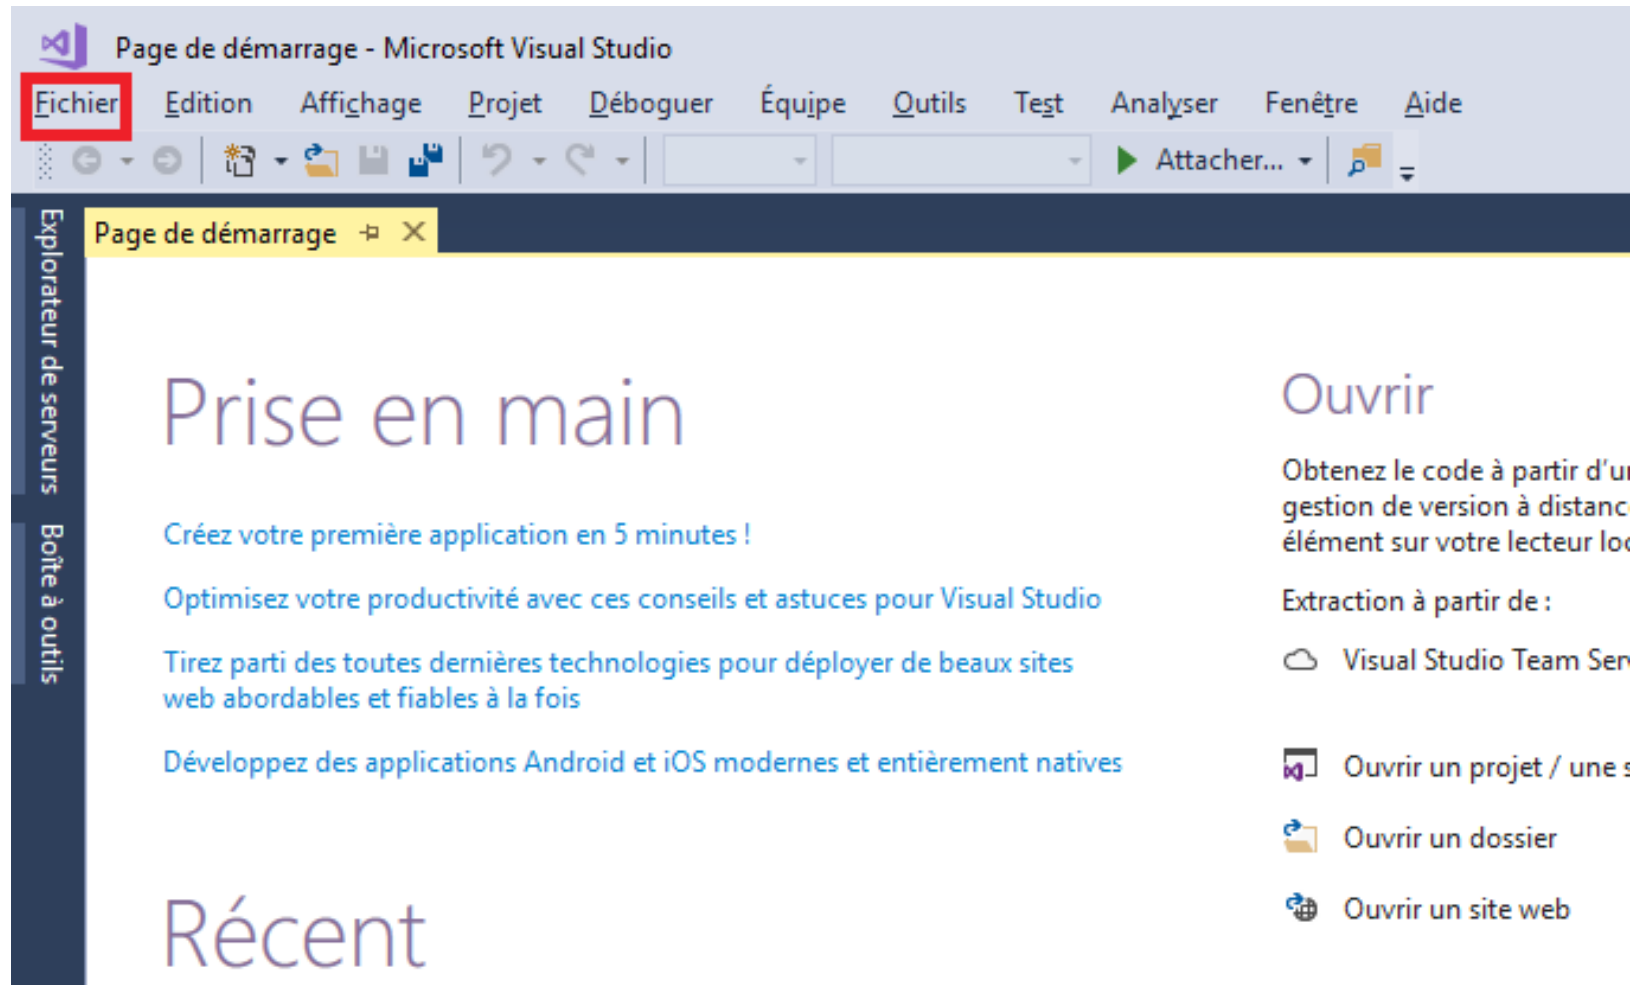 Page de démarrage - Microsoft Visual Studio
Fichier Edition Affichage Projet Déboguer Équipe Outils Test Analyser Fenêtre Aide
Attacher...
Explorateur de serveurs
Boîte à outils
Page de démarrage
Prise en main
Créez votre première application en 5 minutes !
Optimisez votre productivité avec ces conseils et astuces pour Visual Studio
Tirez parti des toutes dernières technologies pour déployer de beaux sites
web abordables et fiables à la fois
Développez des applications Android et iOS modernes et entièrement natives
Récent
Ouvrir
Obtenez le code à partir d'
gestion de version à
élément sur votre lecteur
Extraction à partir de :
Visual Studio Team
Ouvrir un projet / une
Ouvrir un dossier
Ouvrir un site web